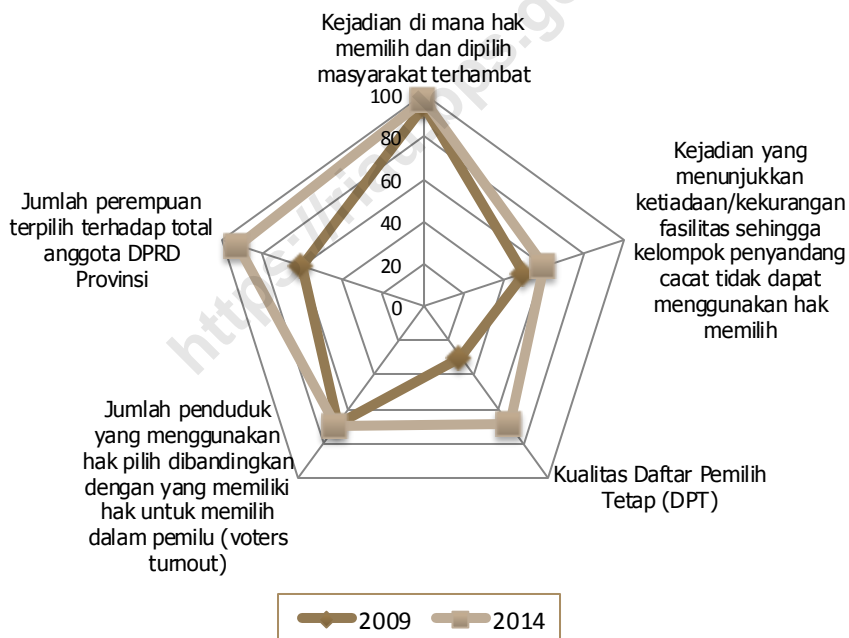 Kejadian di mana hak
memilih dan dipilih
masyarakat terhambat
100
80
60
40
20
0
Kejadian yang
menunjukkan
ketiadaan/kekurangan
fasilitas sehingga
kelompok penyandang
cacat tidak dapat
menggunakan hak
memilih
Jumlah perempuan
terpilih terhadap total
anggota DPRD
Provinsi
Jumlah penduduk
yang menggunakan
hak pilih dibandingkan
dengan yang memiliki
hak untuk memilih
dalam pemilu (voters
turnout)
Kualitas Daftar Pemilih
Tetap (DPT)
2009 2014